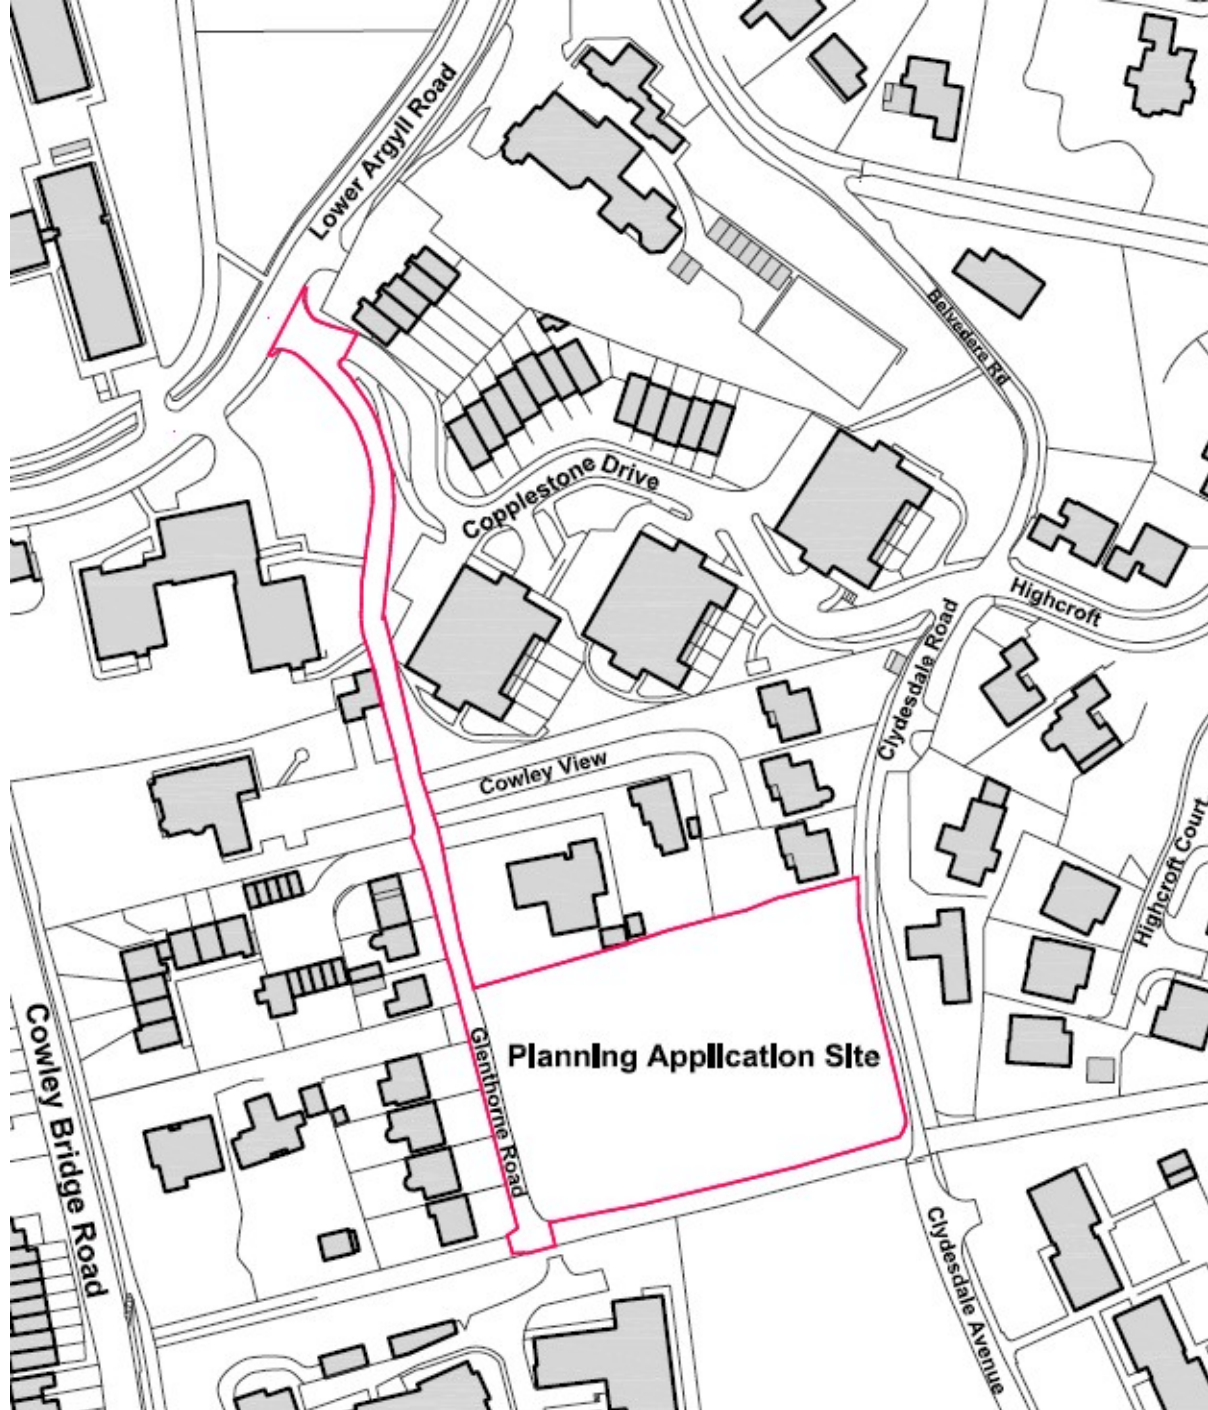 Lower Argyll Road
Belvedere Rd
Copplestone Drive
Highcroft
Clydesdale Road
Cowley View
Highcroft Court
Cowley Bridge Road
Glenthorne Road
Planning Application Site
Clydesdale Avenue